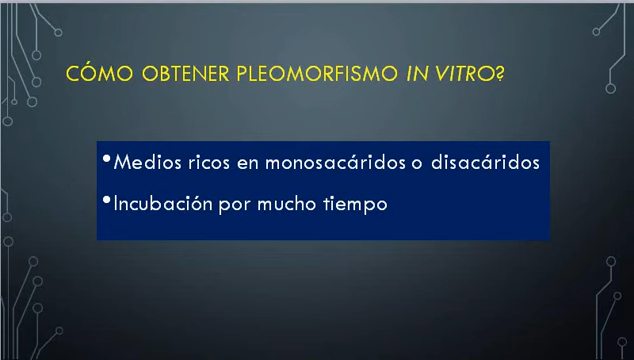 CÓMO OBTENER PLEOMORFISMO IN VITRO?
•Medios ricos en monosacáridos o disacáridos
•Incubación por mucho tiempo